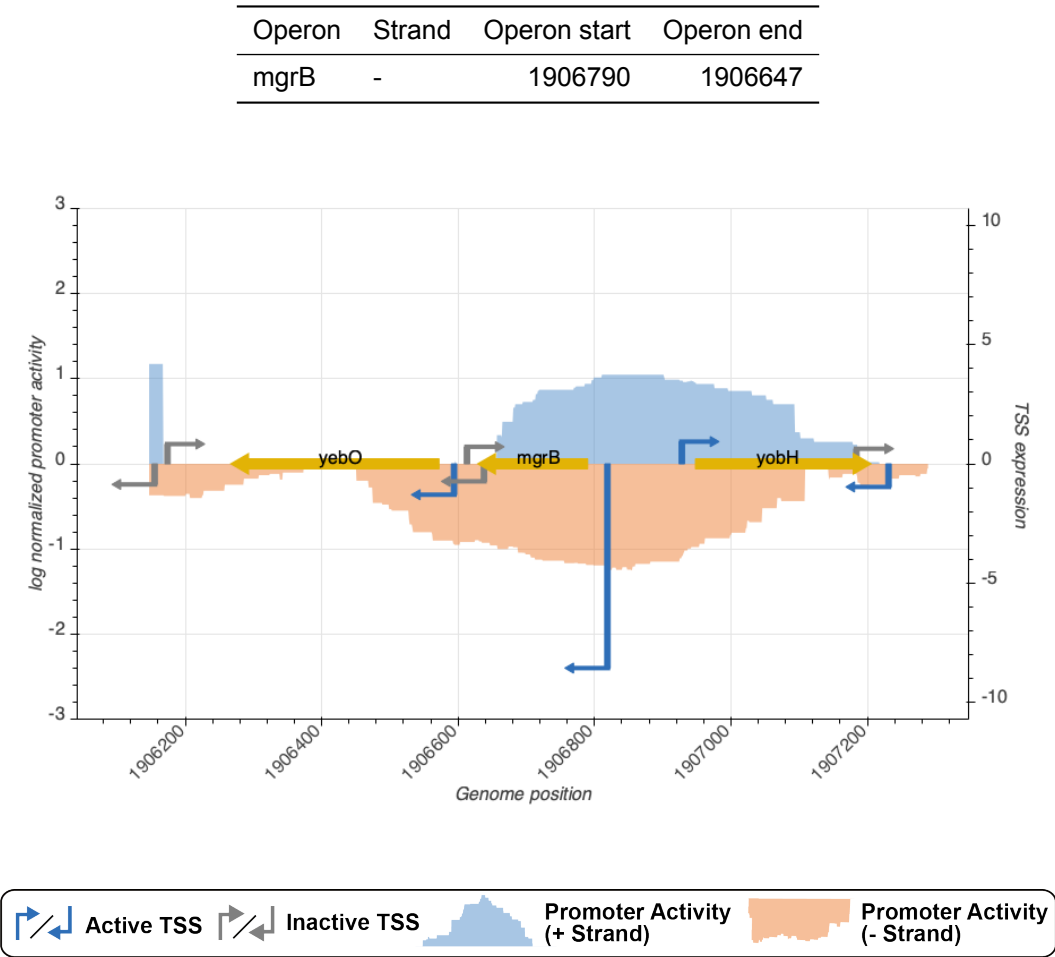 Operon Strand Operon start Operon end
mgrB - 1906790 1906647
3
2
1
0
-1
-2
-3
log normalized promoter activity
10
5
0
-5
-10
TSS expression
yebO mgrB yobH
1906200 1906400 1906600 1906800 1907000 1907200
Genome position
Active TSS
Inactive TSS
Promoter Activity
(+ Strand)
Promoter Activity
(- Strand)